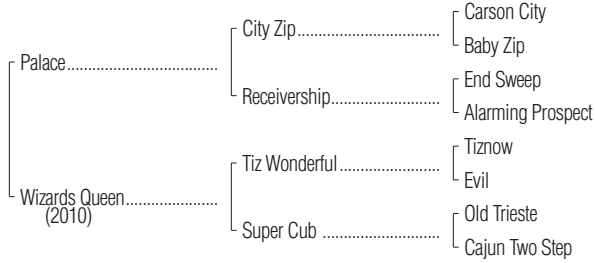 Carson City
City Zip
Baby Zip
Palace
End Sweep
Receivership
Alarming Prospect
Tiznow
Tiz Wonderful
Evil
Wizards Queen
(2010)
Old Trieste
Super Cub
Cajun Two Step